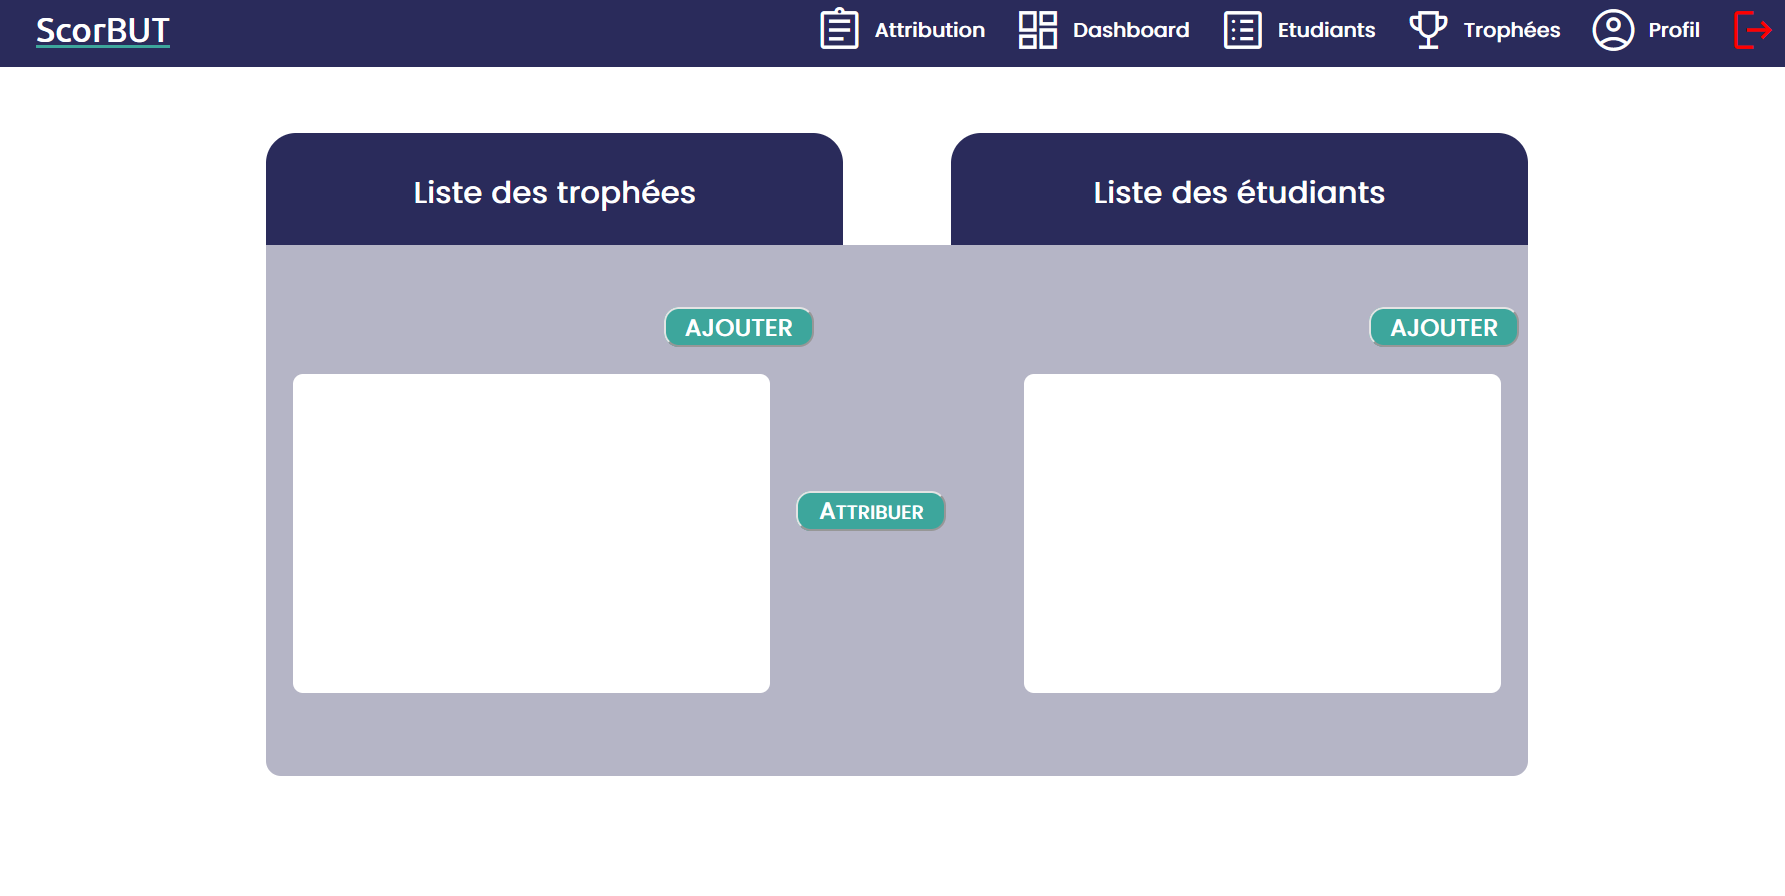 ScorBUT
Attribution
Dashboard
Etudiants
Trophées
Profil
Liste des trophées
Liste des étudiants
AJOUTER
AJOUTER
ATTRIBUER